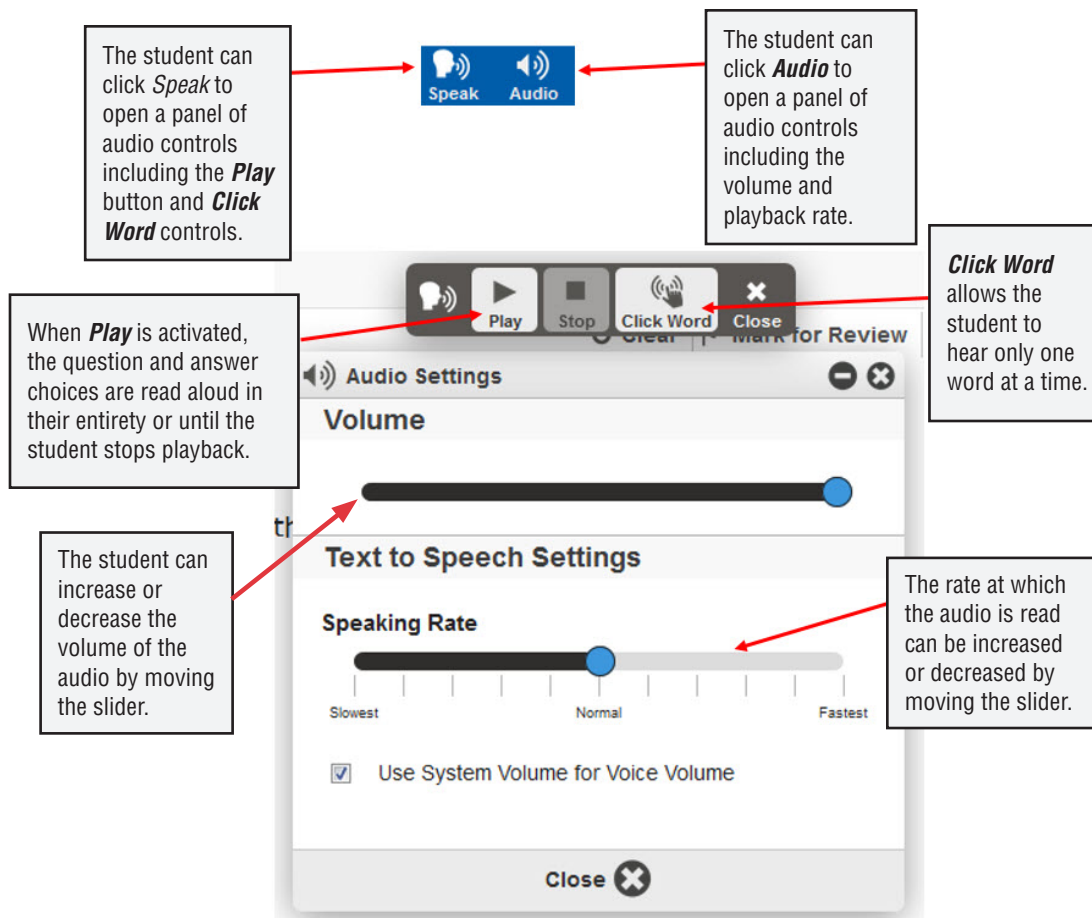 The student can
click Speak to
open a panel of
audio controls
including the Play
button and Click
Word controls.
Speak Audio
The student can
click Audio to
open a panel of
audio controls
including the
volume and
playback rate.
Play Stop Click Word Close
Click Word
allows the
student to
hear only one
word at a time.
When Play is activated,
the question and answer
choices are read aloud in
their entirety or until the
student stops playback.
Clear Mark for Review
Audio Settings
Volume
th
The student can
increase or
decrease the
volume of the
audio by moving
the slider.
Text to Speech Settings
Speaking Rate
Slowest Normal Fastest
The rate at which
the audio is read
can be increased
or decreased by
moving the slider.
Use System Volume for Voice Volume
Close